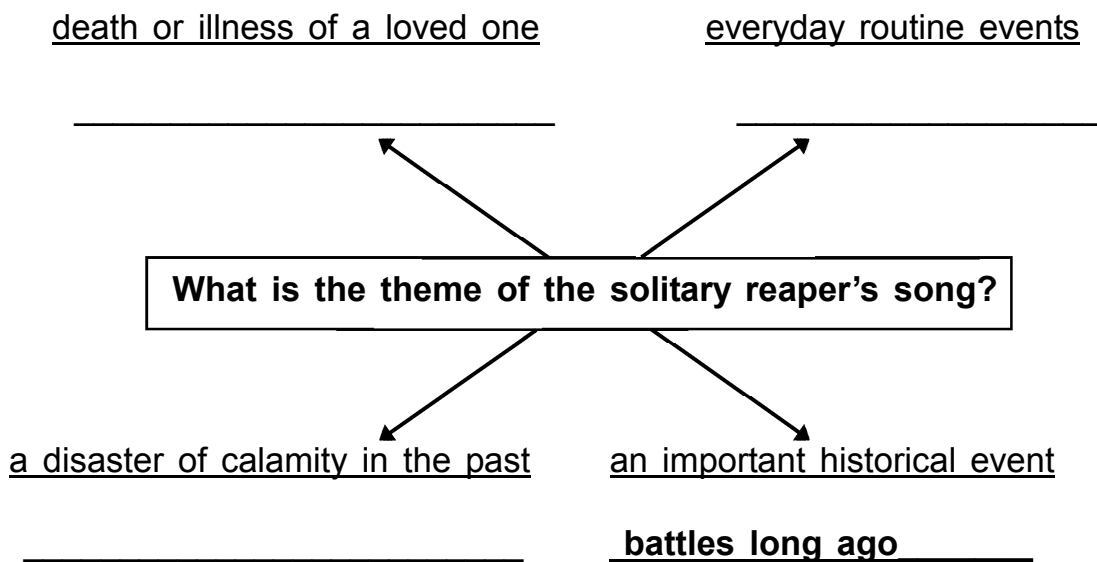 death or illness of a loved one
everyday routine events
What is the theme of the solitary reaper's song?
a disaster of calamity in the past
an important historical event
battles long ago